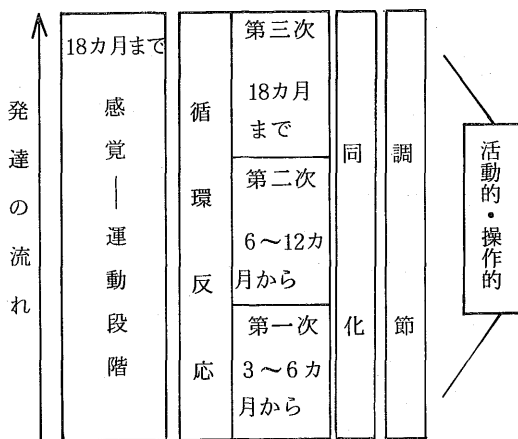 発達の流れ
18カ月まで
感覚―運動段階
循環反応
第三次
18カ月
まで
第二次
6～12カ
月から
第一次
3～6カ
月から
同化
調節
活動的・操作的